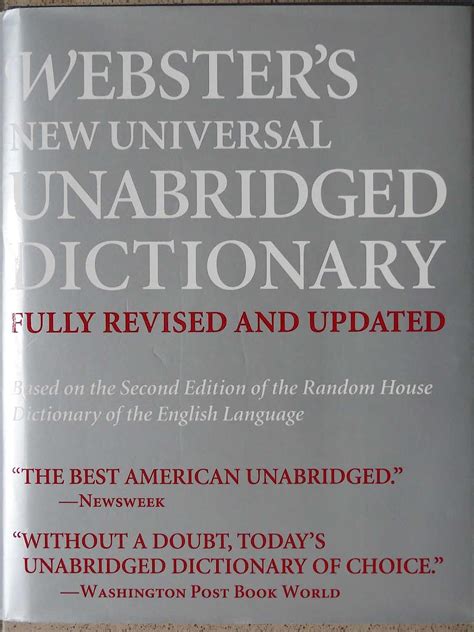 WEBSTER'S
NEW UNIVERSAL
UNABRIDGED
DICTIONARY
FULLY REVISED AND UPDATED
Based on the Second Edition of the Random House
Dictionary of the English Language
“THE BEST AMERICAN UNABRIDGED.”
—NEWSWEEK
“WITHOUT A DOUBT, TODAY'S
UNABRIDGED DICTIONARY OF CHOICE.”
—WASHINGTON POST BOOK WORLD